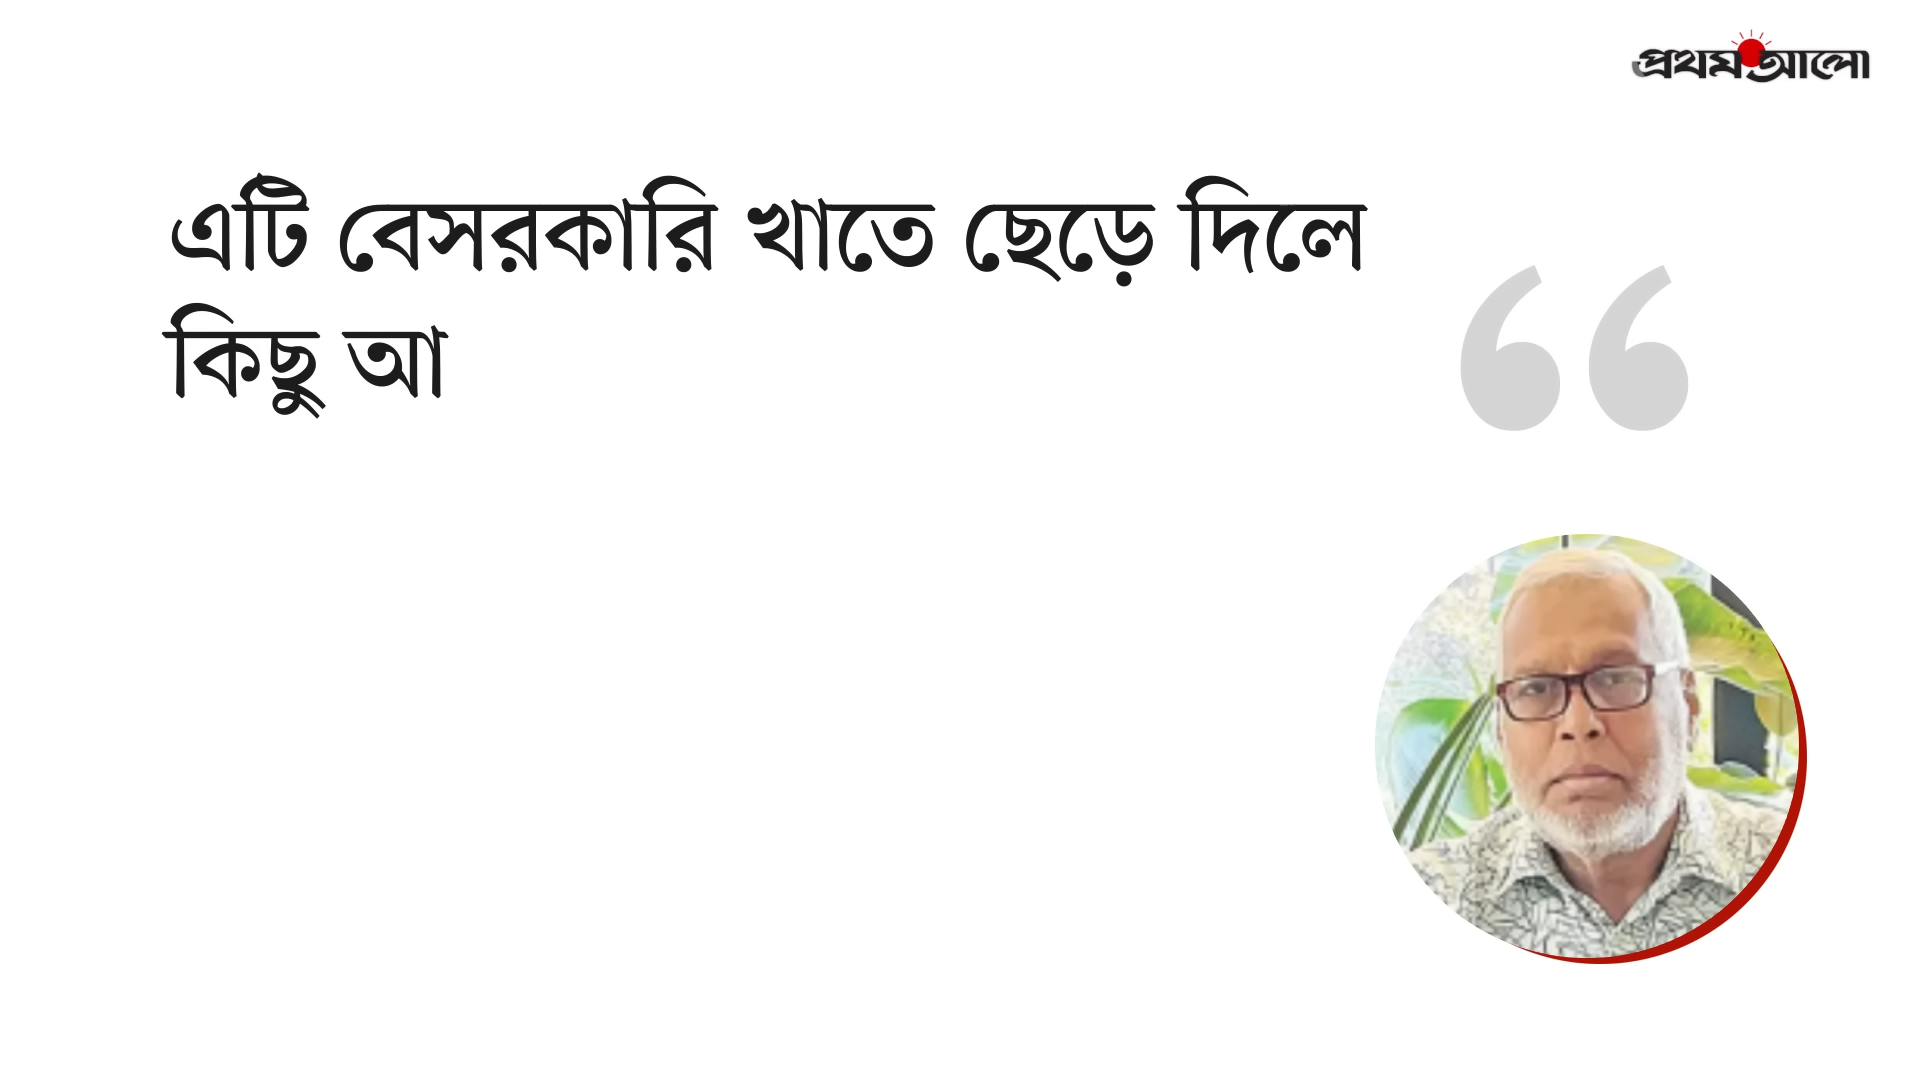 প্রথম আলো
এটি বেসরকারি খাতে ছেড়ে দিলে
কিছু আ